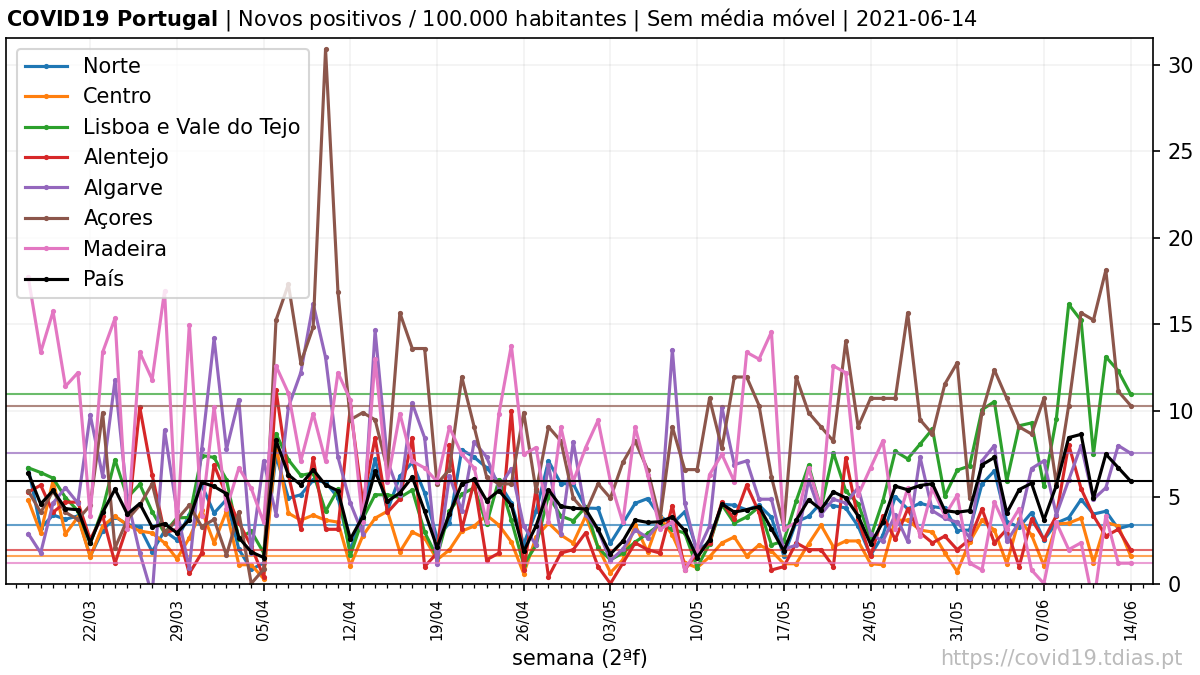 COVID19 Portugal | Novos positivos / 100.000 habitantes | Sem média móvel | 2021-06-14
Norte
Centro
Lisboa e Vale do Tejo
Alentejo
Algarve
Açores
Madeira
País
30
25
20
15
10
5
0
22/03
29/03
05/04
12/04
19/04
26/04
03/05
10/05
17/05
24/05
31/05
07/06
14/06
semana (2ªf)
https://covid19.tdias.pt